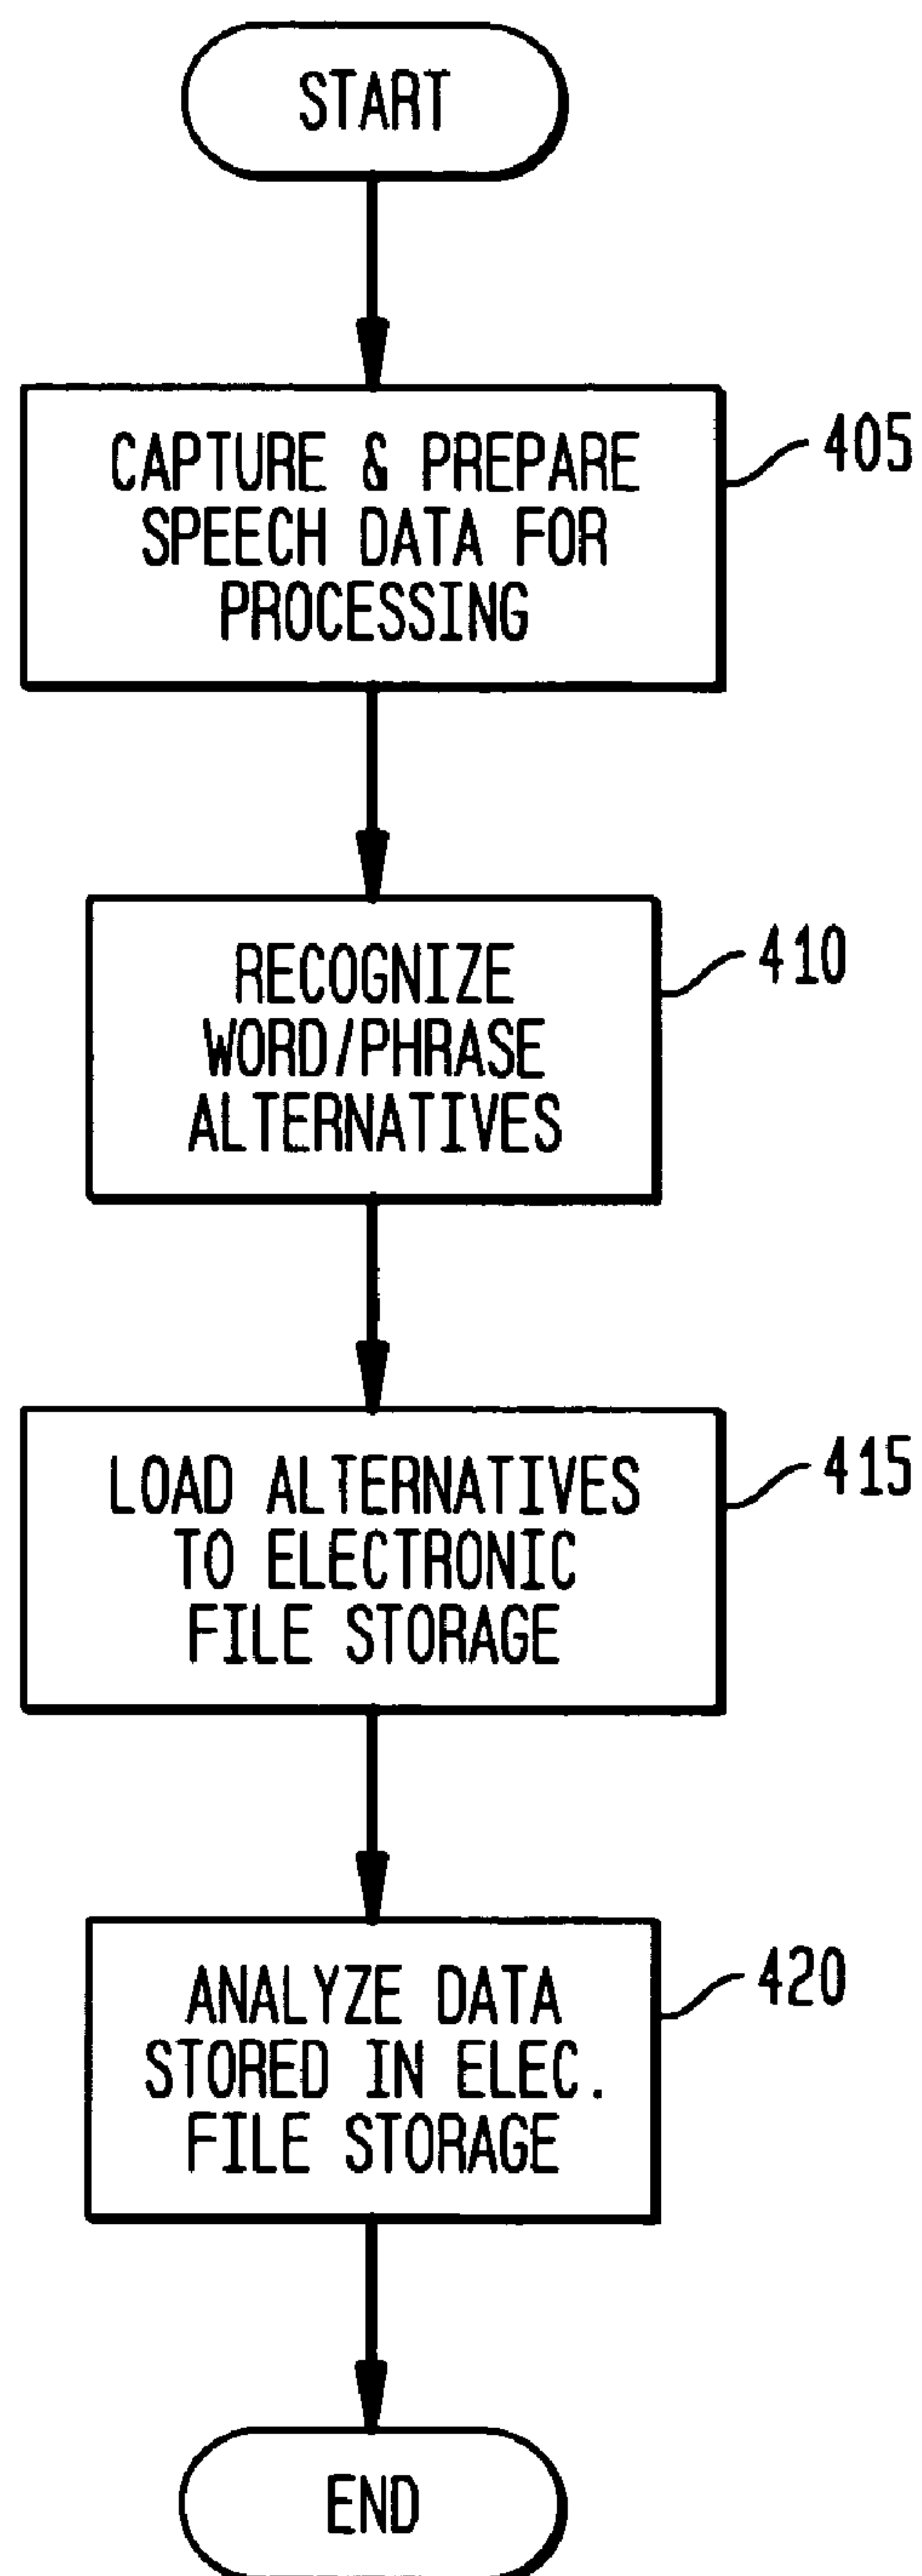 START
CAPTURE & PREPARE
SPEECH DATA FOR
PROCESSING
405
RECOGNIZE
WORD/PHRASE
ALTERNATIVES
410
LOAD ALTERNATIVES
TO ELECTRONIC
FILE STORAGE
415
ANALYZE DATA
STORED IN ELEC.
FILE STORAGE
420
END